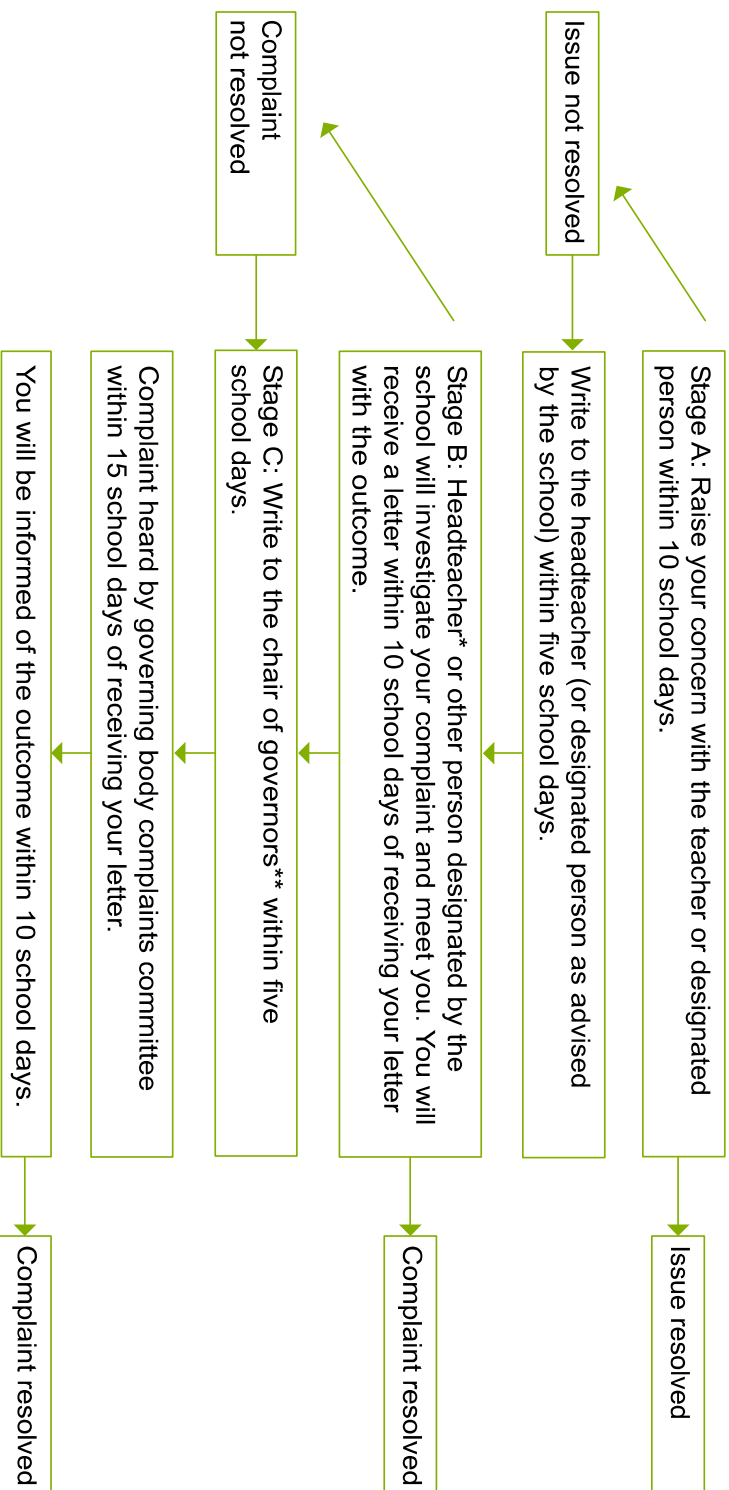 Stage A: Raise your concern with the teacher or designated
person within 10 school days.
Issue resolved
Issue not resolved
Write to the headteacher (or designated person as advised
by the school) within five school days.
Stage B: Headteacher* or other person designated by the
school will investigate your complaint and meet you. You will
receive a letter within 10 school days of receiving your letter
with the outcome.
Complaint resolved
Complaint
not resolved
Stage C: Write to the chair of governors** within five
school days.
Complaint heard by governing body complaints committee
within 15 school days of receiving your letter.
You will be informed of the outcome within 10 school days.
Complaint resolved